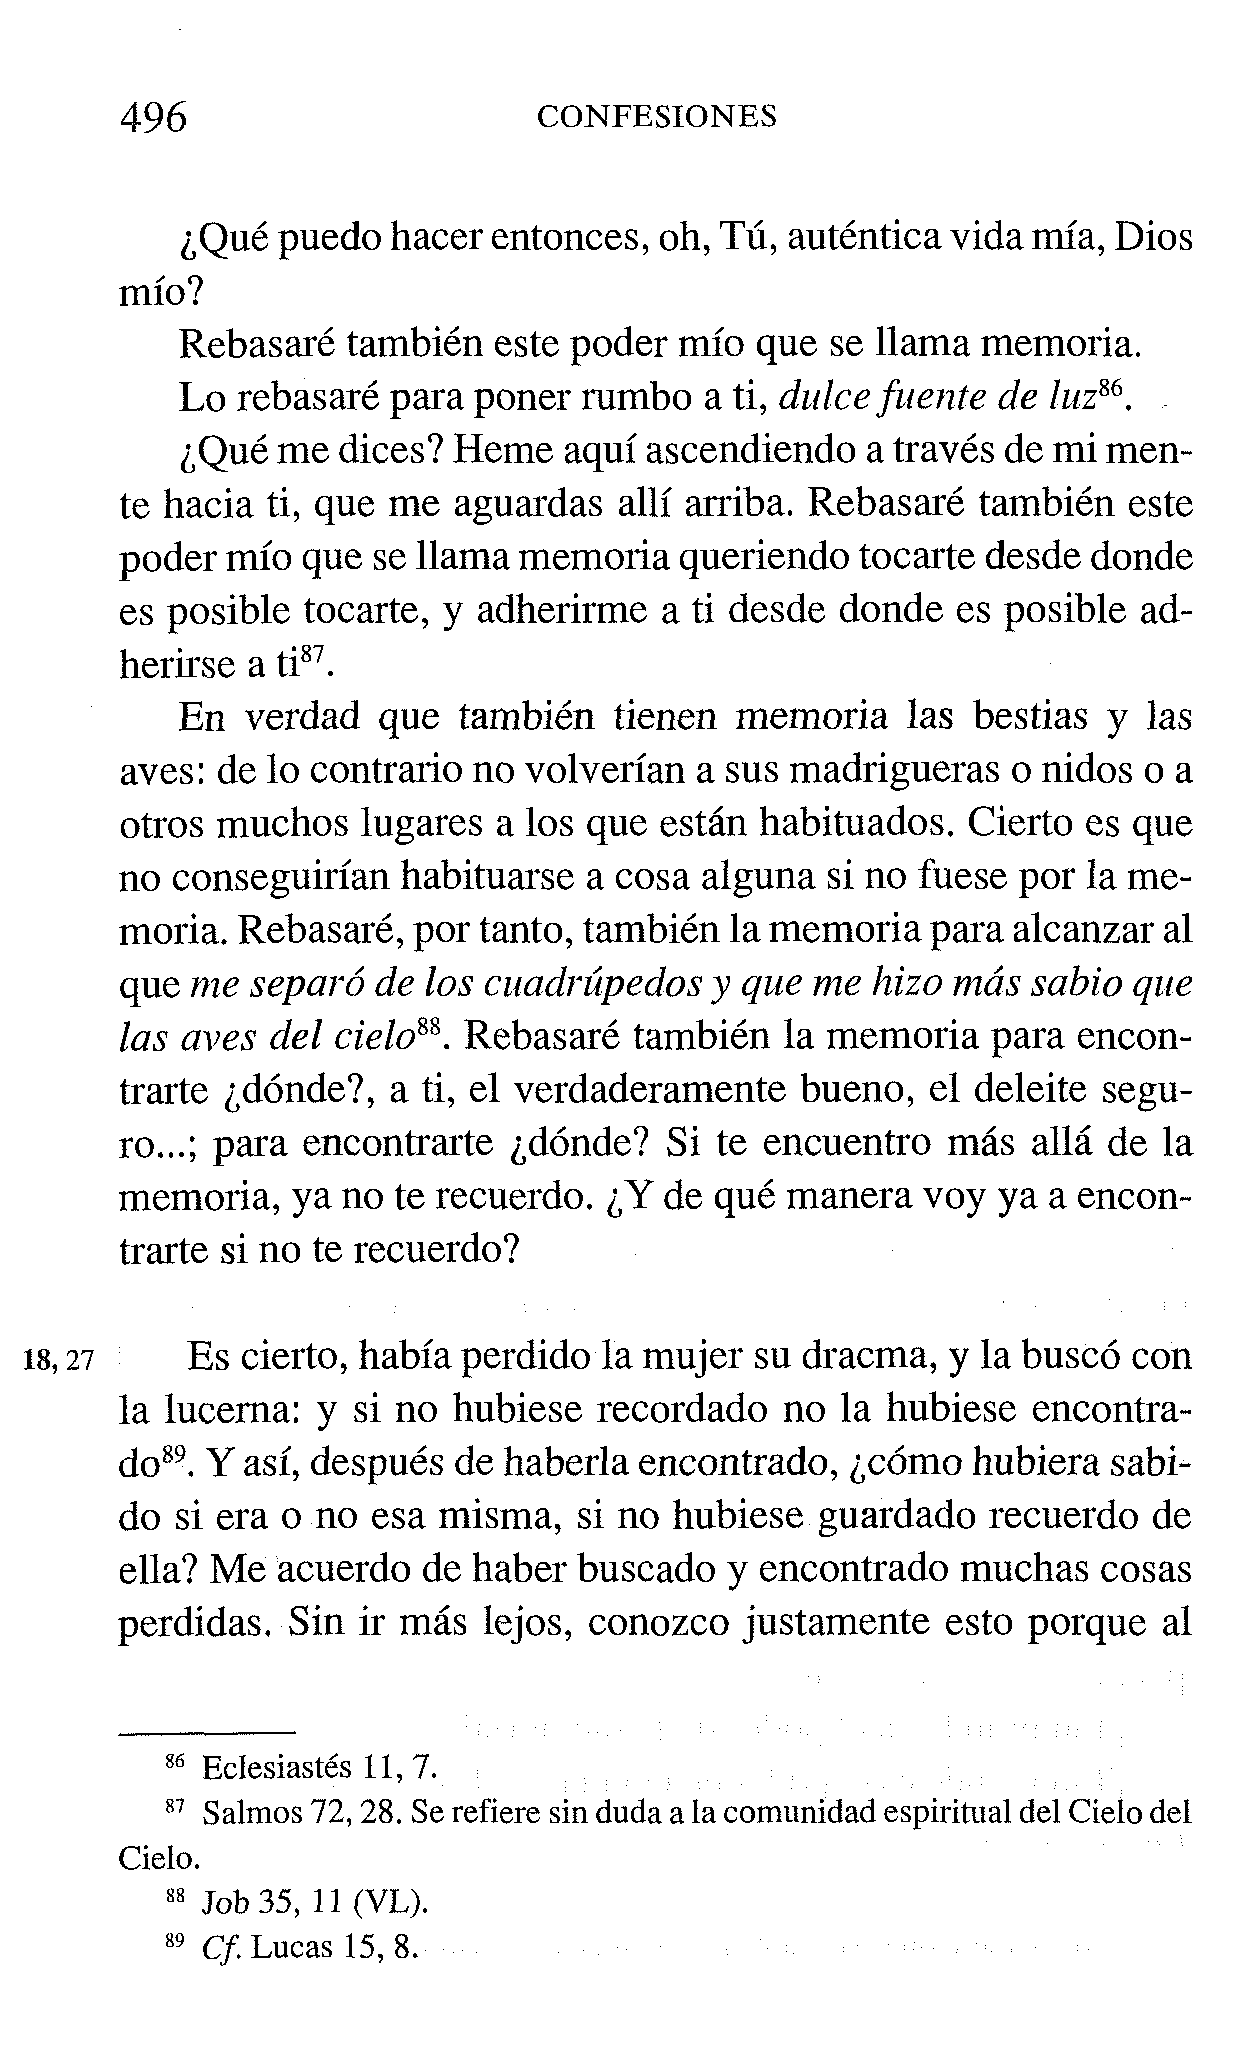 496 CONFESIONES
¿Qué puedo hacer entonces, oh, Tú, auténtica vida mía, Dios
mío?
Rebasaré también este poder mío que se llama memoria.
Lo rebasaré para poner rumbo a ti, dulce fuente de luz⁸⁶.
¿Qué me dices? Heme aquí ascendiendo a través de mi men-
te hacia ti, que me aguardas allí arriba. Rebasaré también este
poder mío que se llama memoria queriendo tocarte desde donde
es posible tocarte, y adherirme a ti desde donde es posible ad-
herirse a ti⁸⁷.
En verdad que también tienen memoria las bestias y las
aves: de lo contrario no volverían a sus madrigueras o nidos o a
otros muchos lugares a los que están habituados. Cierto es que
no conseguirían habituarse a cosa alguna si no fuese por la me-
moria. Rebasaré, por tanto, también la memoria para alcanzar al
que me separó de los cuadrúpedos y que me hizo más sabio que
las aves del cielo⁸⁸. Rebasaré también la memoria para encon-
trarte ¿dónde?, a ti, el verdaderamente bueno, el deleite segu-
ro...; para encontrarte ¿dónde? Si te encuentro más allá de la
memoria, ya no te recuerdo. ¿Y de qué manera voy ya a encon-
trarte si no te recuerdo?
18, 27 Es cierto, había perdido la mujer su dracma, y la buscó con
la lucerna: y si no hubiese recordado no la hubiese encontra-
do⁸⁹. Y así, después de haberla encontrado, ¿cómo hubiera sabi-
do si era o no esa misma, si no hubiese guardado recuerdo de
ella? Me acuerdo de haber buscado y encontrado muchas cosas
perdidas. Sin ir más lejos, conozco justamente esto porque al
⁸⁶ Eclesiastés 11, 7.
⁸⁷ Salmos 72, 28. Se refiere sin duda a la comunidad espiritual del Cielo del
Cielo.
⁸⁸ Job 35, 11 (VL).
⁸⁹ Cf. Lucas 15, 8.